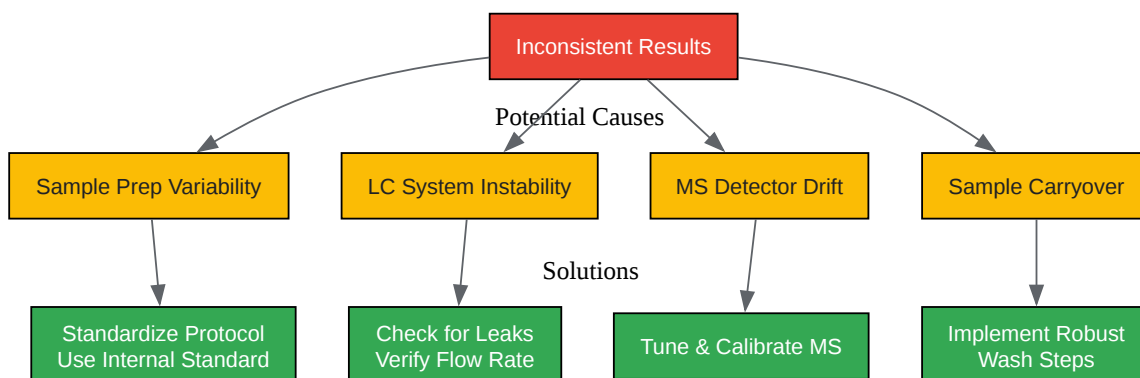 Inconsistent Results
Potential Causes
Sample Prep Variability
LC System Instability
MS Detector Drift
Sample Carryover
Solutions
Standardize Protocol
Use Internal Standard
Check for Leaks
Verify Flow Rate
Tune & Calibrate MS
Implement Robust
Wash Steps